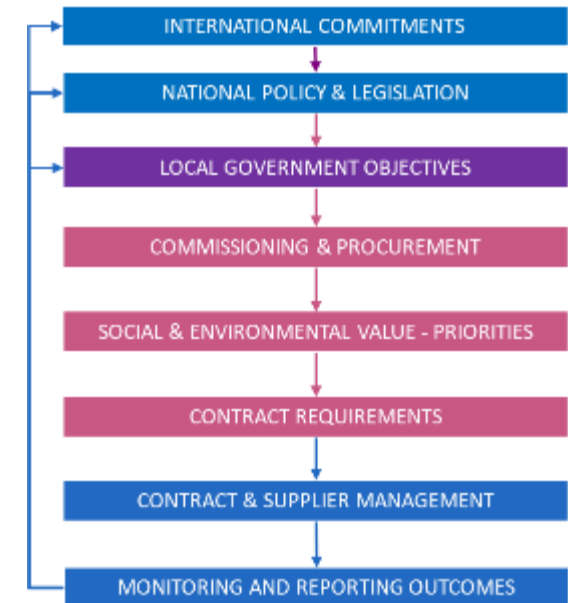 INTERNATIONAL COMMITMENTS
NATIONAL POLICY & LEGISLATION
LOCAL GOVERNMENT OBJECTIVES
COMMISSIONING & PROCUREMENT
SOCIAL & ENVIRONMENTAL VALUE - PRIORITIES
CONTRACT REQUIREMENTS
CONTRACT & SUPPLIER MANAGEMENT
MONITORING AND REPORTING OUTCOMES